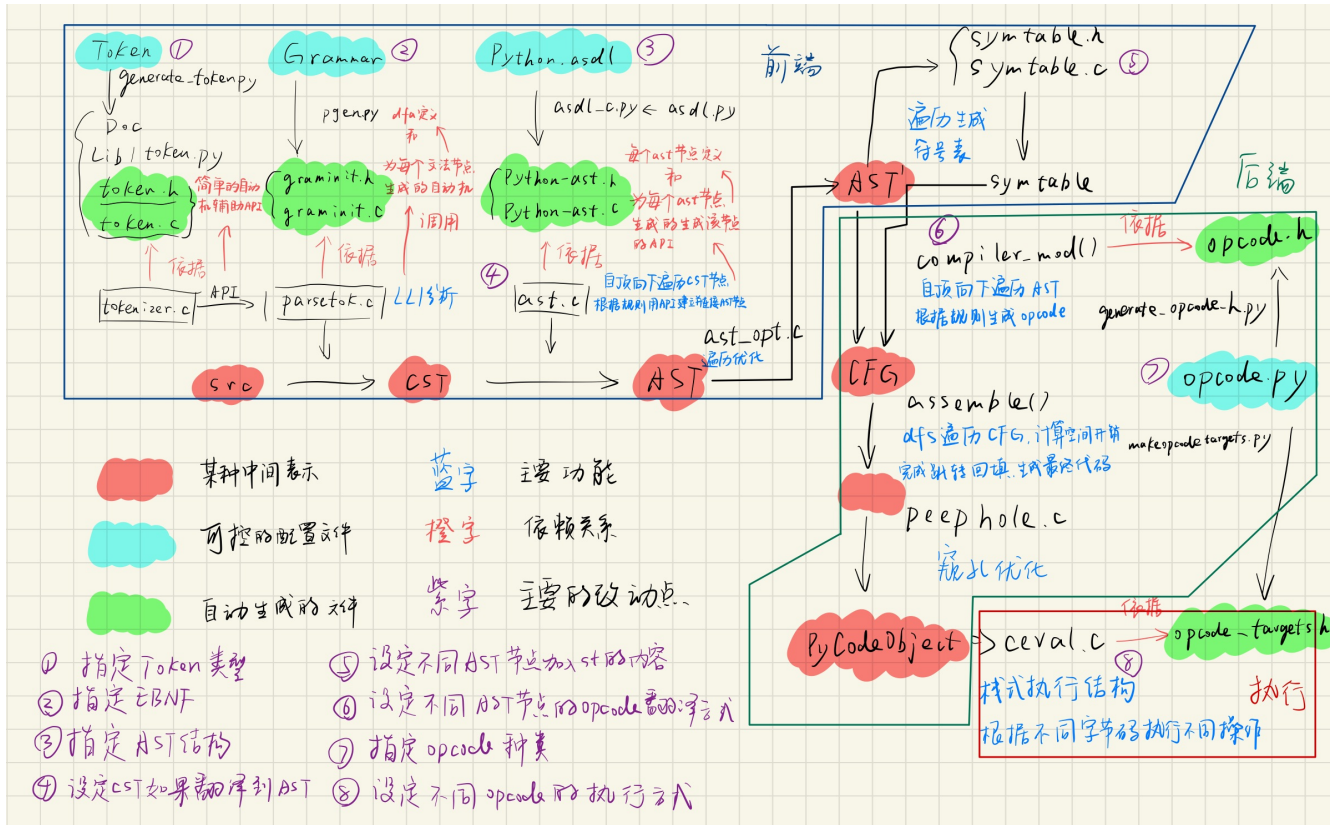 Token ①
generate_token.py
Doc
Lib/token.py
token.h
token.c
简单的自动
机辅助API
依据
tokenizer.c
API
Grammar ②
pgen.py
dfa定义
和
为每个文法节点
生成的自动机
graminit.h
graminit.c
调用
依据
parsetok.c
LL1分析
Python.asdl ③
asdl_c.py ← asdl.py
Python-ast.h
Python-ast.c
每个ast节点定义
和
为每个ast节点
生成的生成该节点
的API
依据
④
ast.c
自顶向下遍历CST节点
根据规则用API建立并链接AST节点
src
CST
AST
ast_opt.c
遍历优化
前端
symtable.h
symtable.c ⑤
遍历生成
符号表
AST'
symtable
后端
⑥
compiler_mod()
依据
opcode.h
自顶向下遍历AST
根据规则生成opcode
generate_opcode_h.py
CFG
⑦ opcode.py
assemble()
dfs遍历CFG,计算空间开销
完成跳转回填,生成最终代码
makeopcodetargets.py
peephole.c
窥孔优化
PyCodeObject
ceval.c
依据
opcode_targets.h
⑧
栈式执行结构
执行
根据不同字节码执行不同操作
某种中间表示
蓝字 主要功能
可控的配置文件
橙字 依赖关系
自动生成的文件
紫字 主要的改动点
① 指定Token类型
② 指定EBNF
③ 指定AST结构
④ 设定CST如果翻译到AST
⑤ 设定不同AST节点加入st的内容
⑥ 设定不同AST节点的opcode翻译方式
⑦ 指定opcode种类
⑧ 设定不同opcode的执行方式